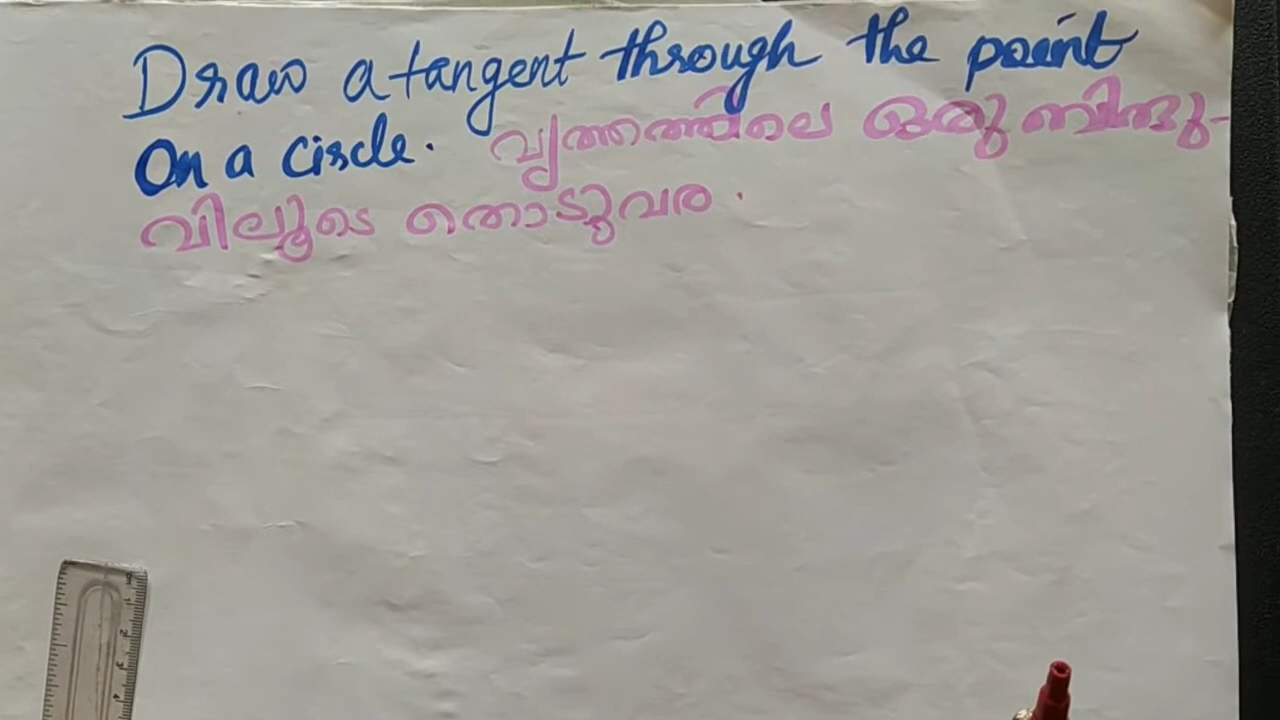 Draw a tangent through the point
on a circle. വൃത്തത്തിലെ ഒരു ബിന്ദു-
വിലൂടെ തൊടുവര.